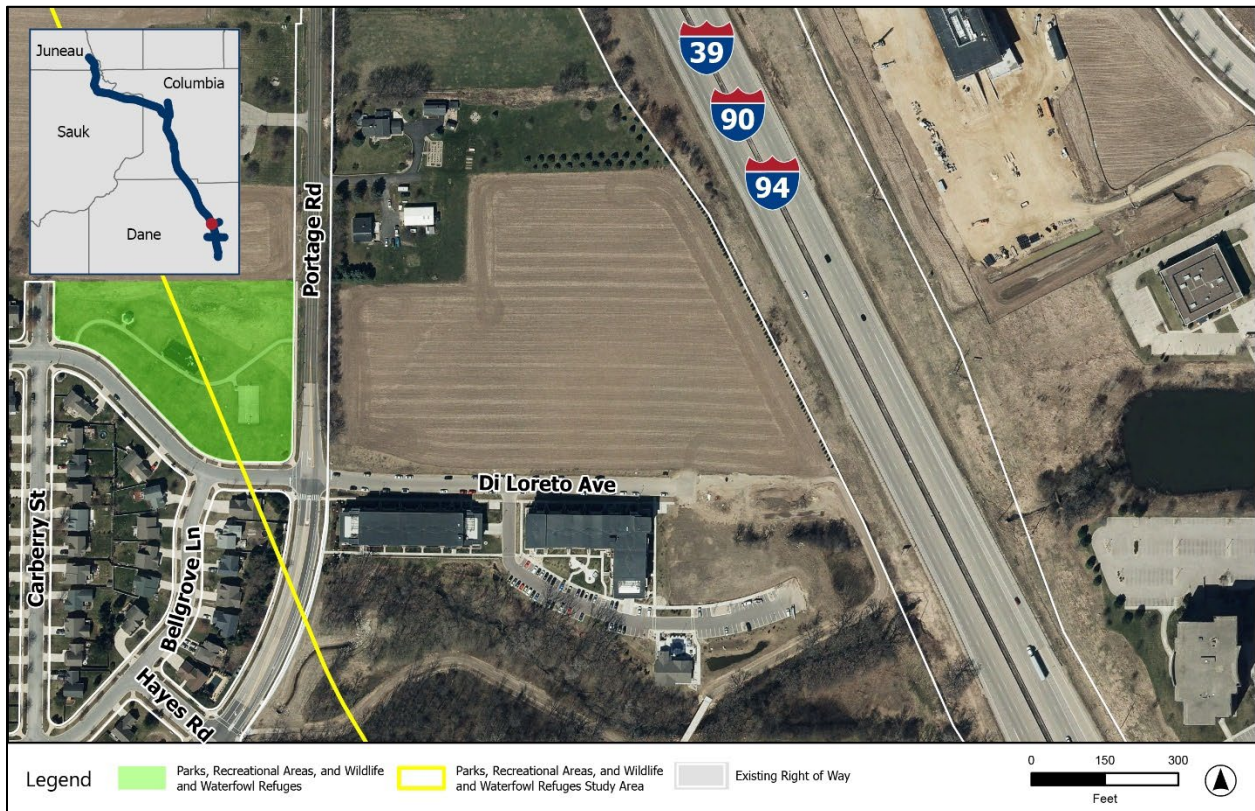 Juneau
Columbia
Sauk
Dane
39
90
94
Portage Rd
Di Loreto Ave
Carberry St
Bellgrove Ln
Hayes Rd
Legend
Parks, Recreational Areas, and Wildlife
and Waterfowl Refuges
Parks, Recreational Areas, and Wildlife
and Waterfowl Refuges Study Area
Existing Right of Way
0 150 300
Feet